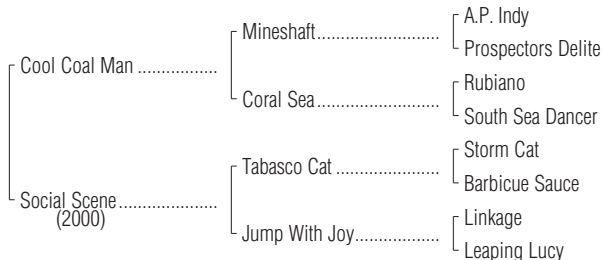 A.P. Indy
Mineshaft
Prospectors Delite
Cool Coal Man
Rubiano
Coral Sea
South Sea Dancer
Storm Cat
Tabasco Cat
Barbicue Sauce
Social Scene
(2000)
Linkage
Jump With Joy
Leaping Lucy